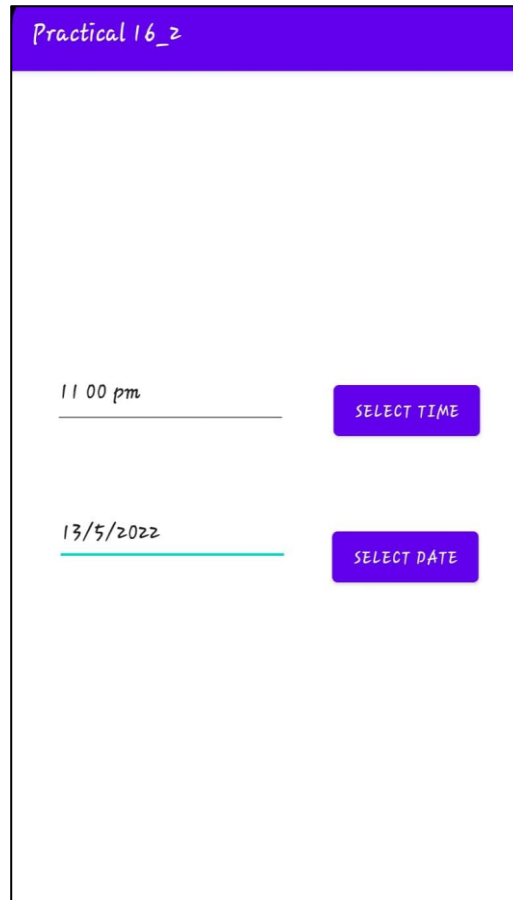 Practical 16_2
11 00 pm
SELECT TIME
13/5/2022
SELECT DATE